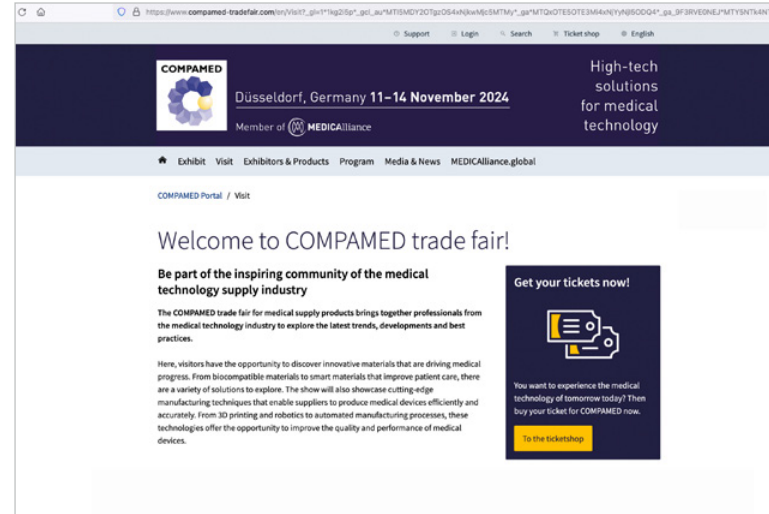 Support Login Search Ticket shop English
COMPAMED
Düsseldorf, Germany 11–14 November 2024
Member of MEDICAlliance
High-tech
solutions
for medical
technology
Exhibit Visit Exhibitors & Products Program Media & News MEDICAlliance.global
COMPAMED Portal / Visit
Welcome to COMPAMED trade fair!
Be part of the inspiring community of the medical
technology supply industry
The COMPAMED trade fair for medical supply products brings together professionals from
the medical technology industry to explore the latest trends, developments and best
practices.
Here, visitors have the opportunity to discover innovative materials that are driving medical
progress. From biocompatible materials to smart materials that improve patient care, there
are a variety of solutions to explore. The show will also showcase cutting-edge
manufacturing techniques that enable suppliers to produce medical devices efficiently and
accurately. From 3D printing and robotics to automated manufacturing processes, these
technologies offer the opportunity to improve the quality and performance of medical
devices.
Get your tickets now!
You want to experience the medical
technology of tomorrow today? Then
buy your ticket for COMPAMED now.
To the ticketshop